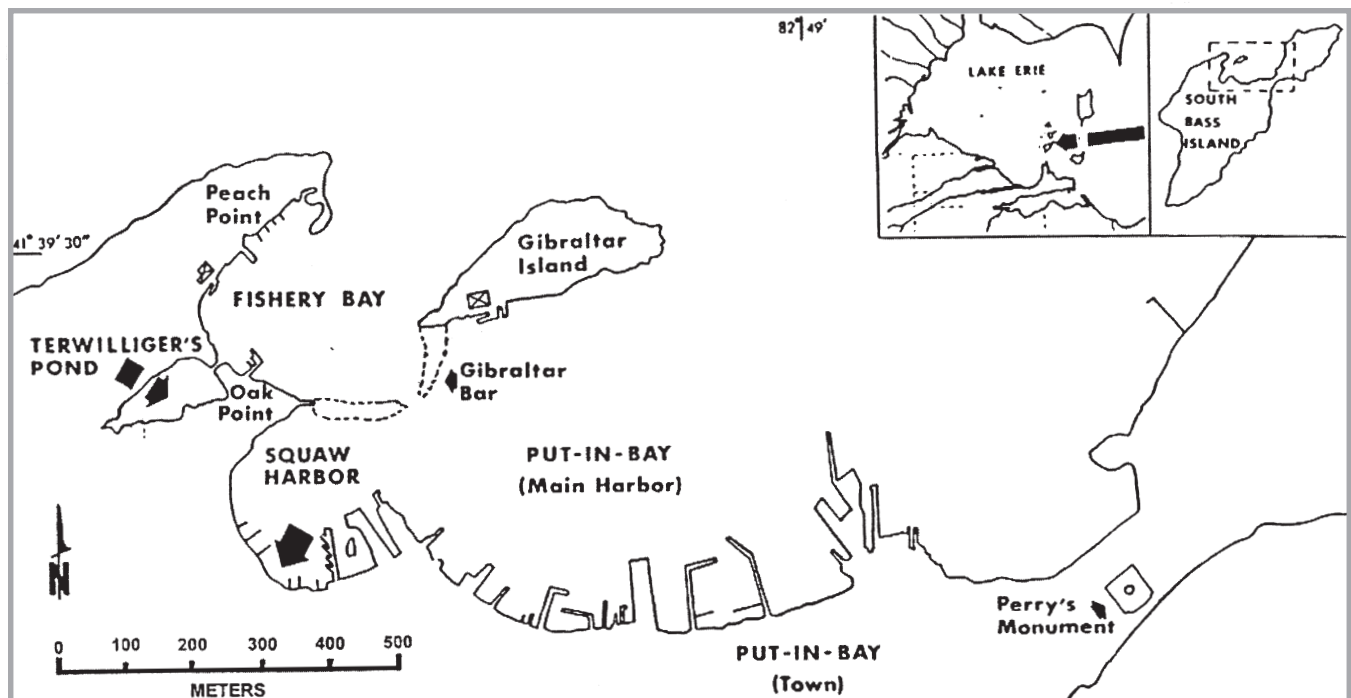 82° 49'
LAKE ERIE
SOUTH
BASS
ISLAND
Peach
Point
41° 39' 30"
Gibraltar
Island
FISHERY BAY
TERWILLIGER'S
POND
Oak
Point
Gibraltar
Bar
SQUAW
HARBOR
PUT-IN-BAY
(Main Harbor)
N
Perry's
Monument
0 100 200 300 400 500
METERS
PUT-IN-BAY
(Town)